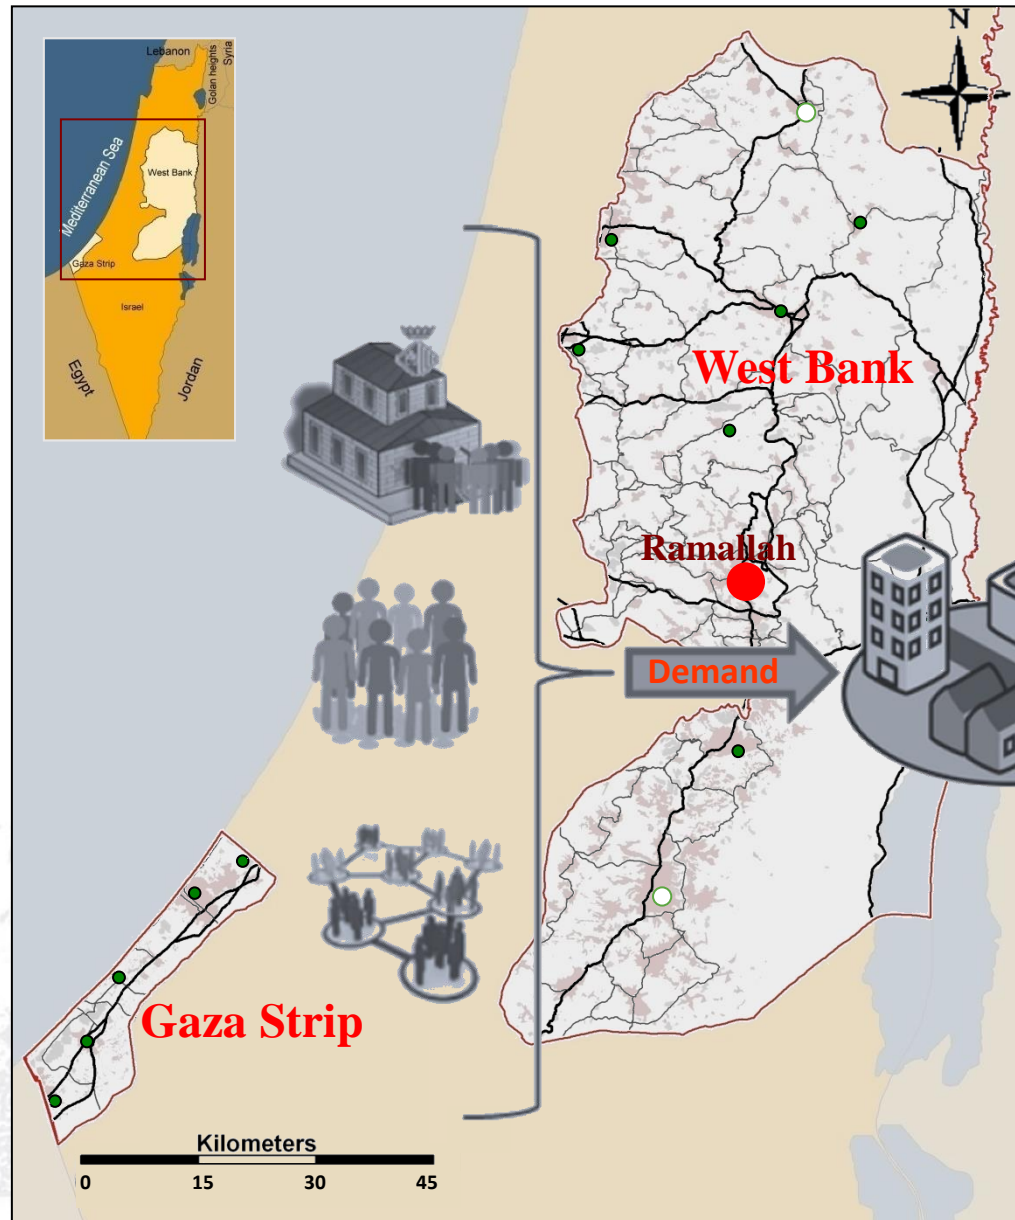 N
Lebanon
Golan heights
Syria
Mediterranean Sea
West Bank
Gaza Strip
Israel
Egypt
Jordan
West Bank
Ramallah
Demand
Gaza Strip
Kilometers
0 15 30 45